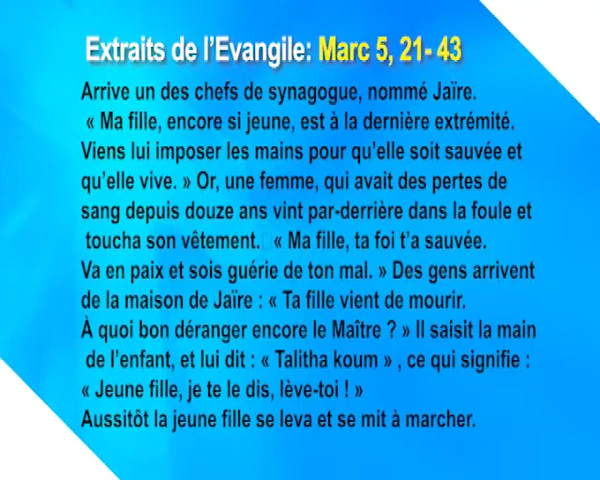 Extraits de l’Evangile: Marc 5, 21- 43
Arrive un des chefs de synagogue, nommé Jaïre.
« Ma fille, encore si jeune, est à la dernière extrémité.
Viens lui imposer les mains pour qu’elle soit sauvée et
qu’elle vive. » Or, une femme, qui avait des pertes de
sang depuis douze ans vint par-derrière dans la foule et
toucha son vêtement. « Ma fille, ta foi t’a sauvée.
Va en paix et sois guérie de ton mal. » Des gens arrivent
de la maison de Jaïre : « Ta fille vient de mourir.
À quoi bon déranger encore le Maître ? » Il saisit la main
de l’enfant, et lui dit : « Talitha koum » , ce qui signifie :
« Jeune fille, je te le dis, lève-toi ! »
Aussitôt la jeune fille se leva et se mit à marcher.